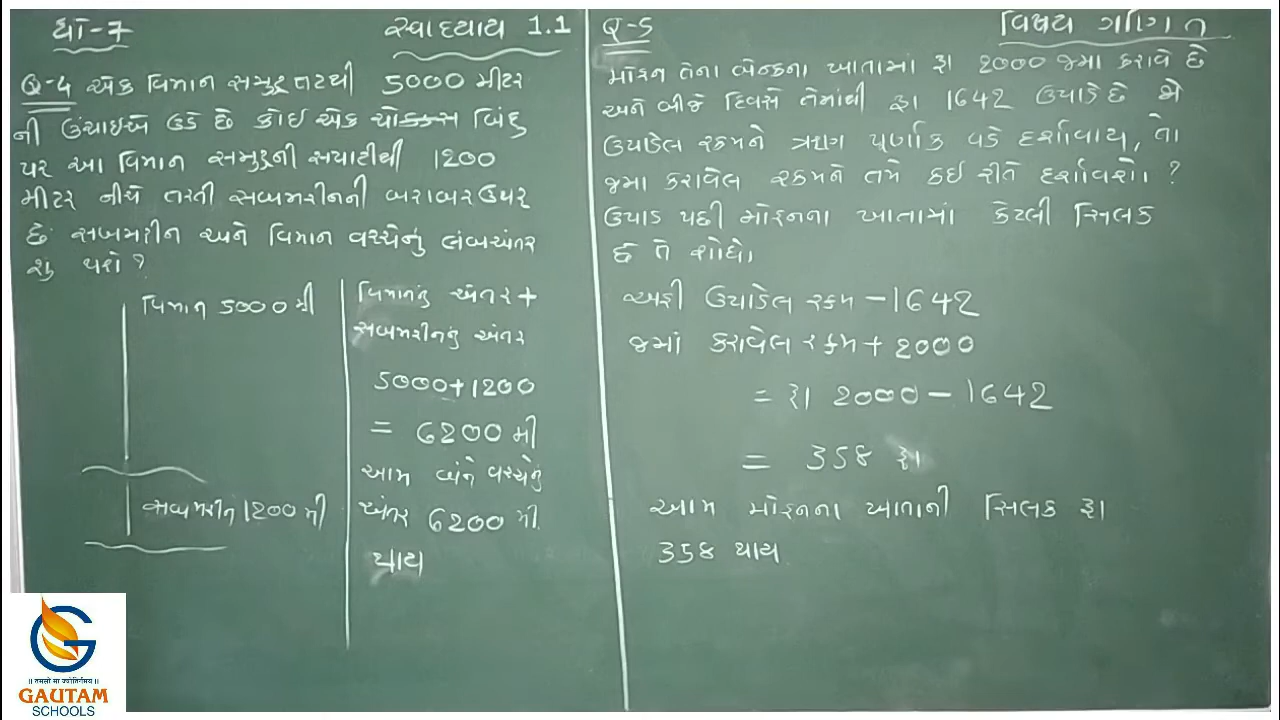 ધો-7
સ્વાધ્યાય 1.1
Q-4 એક વિમાન સમુદ્રતટથી 5000 મીટર
ની ઉંચાઇએ ઉડે છે કોઈ એક ચોક્કસ બિંદુ
પર આ વિમાન સમુદ્રની સપાટીથી 1200
મીટર નીચે તરતી સબમરીનની બરાબર ઉપર
છે સબમરીન અને વિમાન વચ્ચેનું લંબઅંતર
શું થશે ?
વિમાન 5000 મી
સબમરીન 1200 મી
વિમાનનું અંતર +
સબમરીનનું અંતર
5000+1200
= 6200 મી
આમ બંને વચ્ચેનું
અંતર 6200 મી.
થાય
Q-5
વિષય ગણિત
મોહન તેના બેન્કના ખાતામાં રૂા 2000 જમા કરાવે છે
અને બીજે દિવસે તેમાંથી રૂા 1642 ઉપાડે છે જો
ઉપાડેલ રકમને ઋણ પૂર્ણાંક વડે દર્શાવાય, તો
જમા કરાવેલ રકમને તમે કઈ રીતે દર્શાવશો. ?
ઉપાડ પછી મોહનના ખાતામાં કેટલી સિલક
છે તે શોધો.
અહીં ઉપાડેલ રકમ - 1642
જમાં કરાવેલ રકમ + 2000
= રૂા 2000 - 1642
= 358 રૂા
આમ મોહનના ખાતાની સિલક રૂા
358 થાય.
॥ तमसो मा ज्योतिर्गमय ॥
GAUTAM
SCHOOLS